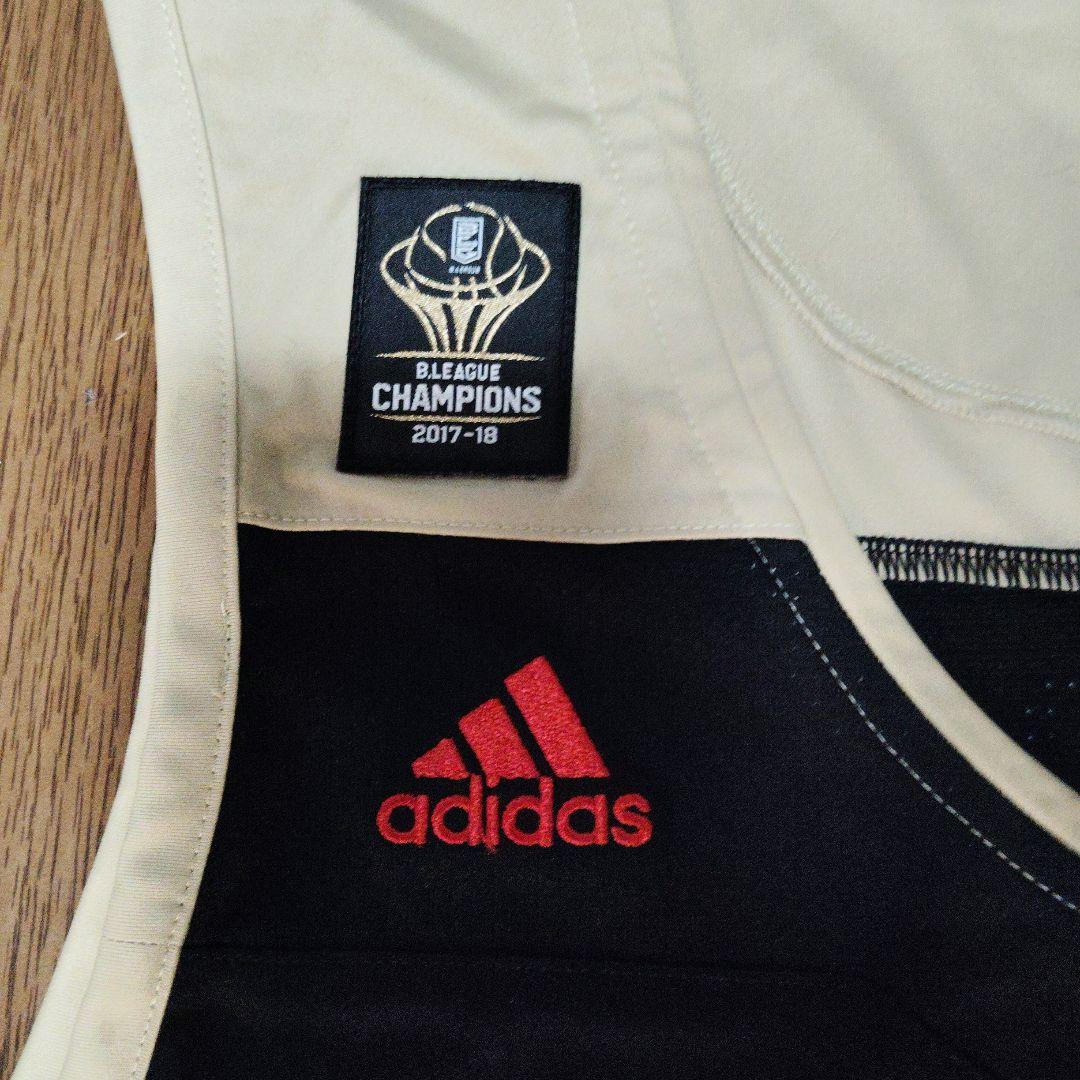 B.LEAGUE
CHAMPIONS
2017-18
adidas